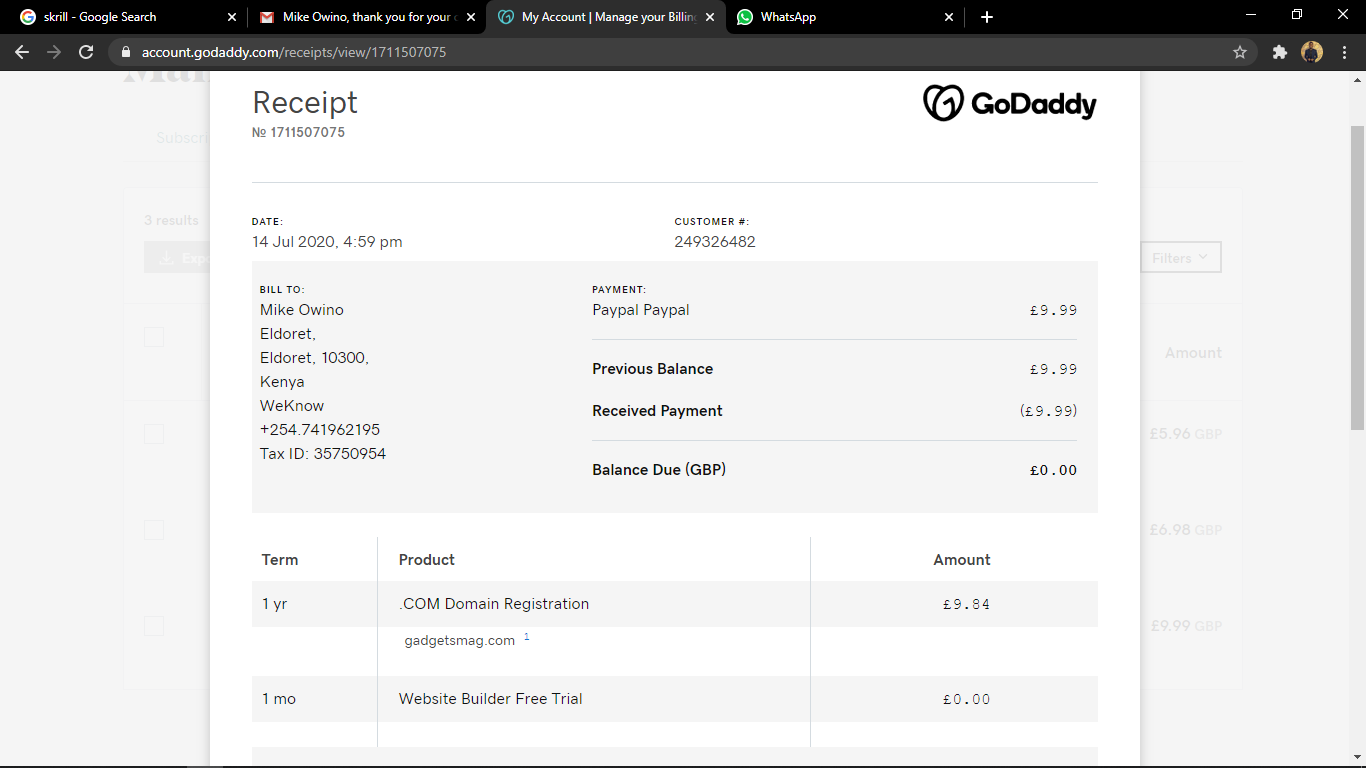 skrill - Google Search
Mike Owino, thank you for your
My Account | Manage your Billing
WhatsApp
account.godaddy.com/receipts/view/1711507075
Receipt
GoDaddy
№ 1711507075
Subscri
3 results
DATE:
CUSTOMER #:
14 Jul 2020, 4:59 pm
249326482
Expo
Filters
BILL TO:
PAYMENT:
Mike Owino
Paypal Paypal
£9.99
Eldoret,
Eldoret, 10300,
Kenya
WeKnow
+254.741962195
Tax ID: 35750954
Previous Balance
£9.99
Received Payment
(£9.99)
Balance Due (GBP)
£0.00
Amount
£5.96 GBP
£6.98 GBP
£9.99 GBP
Term
Product
Amount
1 yr
.COM Domain Registration
£9.84
gadgetsmag.com 1
1 mo
Website Builder Free Trial
£0.00